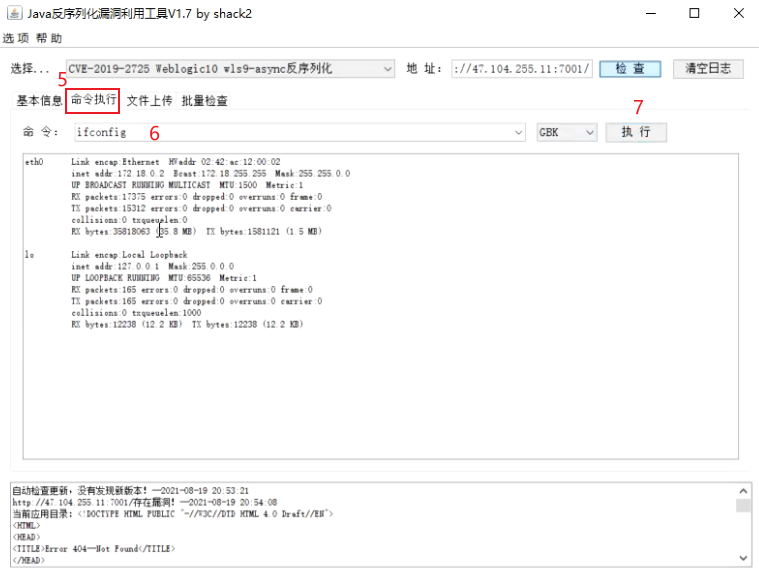 Java反序列化漏洞利用工具V1.7 by shack2
选项 帮助
选择... CVE-2019-2725 Weblogic10 wls9-async反序列化 地 址: ://47.104.255.11:7001/ 检 查 清空日志
5
基本信息 命令执行 文件上传 批量检查
7
命 令: ifconfig 6 GBK 执 行
eth0 Link encap:Ethernet HWaddr 02:42:ac:12:00:02
inet addr:172.18.0.2 Bcast:172.18.255.255 Mask:255.255.0.0
UP BROADCAST RUNNING MULTICAST MTU:1500 Metric:1
RX packets:17375 errors:0 dropped:0 overruns:0 frame:0
TX packets:15312 errors:0 dropped:0 overruns:0 carrier:0
collisions:0 txqueuelen:0
RX bytes:35818063 (35.8 MB) TX bytes:1581121 (1.5 MB)
lo Link encap:Local Loopback
inet addr:127.0.0.1 Mask:255.0.0.0
UP LOOPBACK RUNNING MTU:65536 Metric:1
RX packets:165 errors:0 dropped:0 overruns:0 frame:0
TX packets:165 errors:0 dropped:0 overruns:0 carrier:0
collisions:0 txqueuelen:1000
RX bytes:12238 (12.2 KB) TX bytes:12238 (12.2 KB)
自动检查更新，没有发现新版本！--2021-08-19 20:53:21
http://47.104.255.11:7001/存在漏洞！--2021-08-19 20:54:08
当前应用目录：<!DOCTYPE HTML PUBLIC "-//W3C//DTD HTML 4.0 Draft//EN">
<HTML>
<HEAD>
<TITLE>Error 404--Not Found</TITLE>
</HEAD>